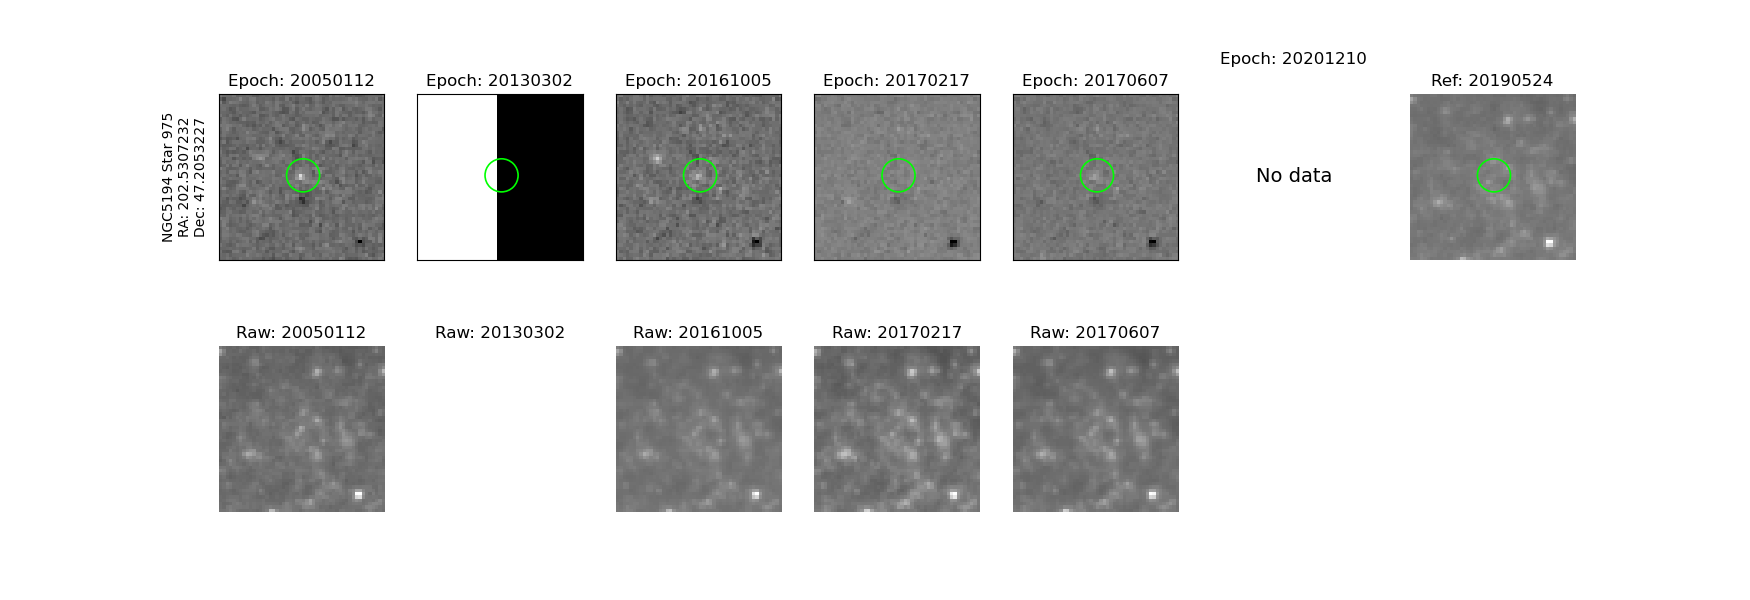 Epoch: 20201210
Epoch: 20050112
Epoch: 20130302
Epoch: 20161005
Epoch: 20170217
Epoch: 20170607
Ref: 20190524
NGC5194 Star 975
RA: 202.5307232
Dec: 47.2053227
No data
Raw: 20050112
Raw: 20130302
Raw: 20161005
Raw: 20170217
Raw: 20170607